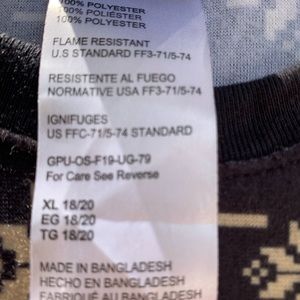 100% POLYESTER
100% POLIÉSTER
100% POLYESTER
FLAME RESISTANT
U.S STANDARD FF3-71/5-74
RESISTENTE AL FUEGO
NORMATIVE USA FF3-71/5-74
IGNIFUGES
US FFC-71/5-74 STANDARD
GPU-OS-F19-UG-79
For Care See Reverse
XL 18/20
EG 18/20
TG 18/20
MADE IN BANGLADESH
HECHO EN BANGLADESH
FABRIQUÉ AU BANGLADESH